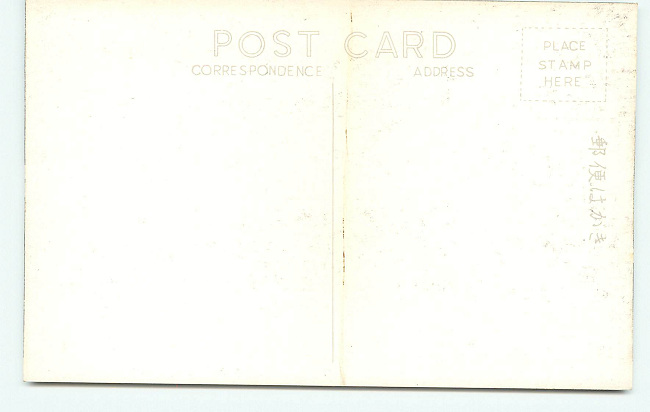 POST CARD
CORRESPONDENCE
ADDRESS
PLACE
STAMP
HERE
郵便はがき